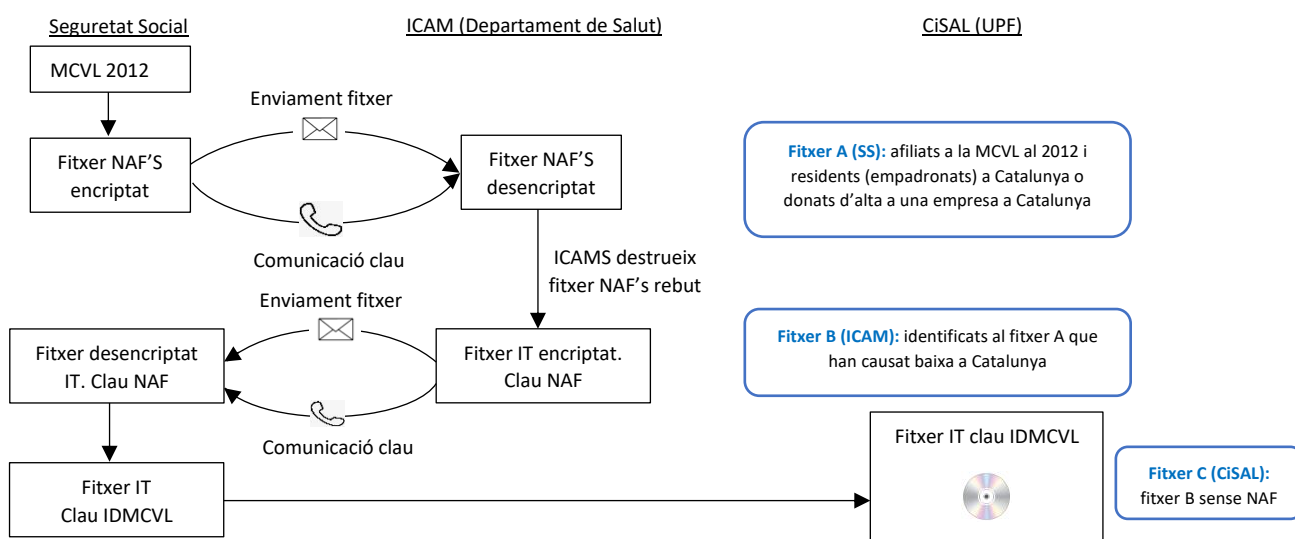 Seguretat Social
ICAM (Departament de Salut)
CiSAL (UPF)
MCVL 2012
Enviament fitxer
Fitxer NAF'S
encriptat
Fitxer NAF'S
desencriptat
Fitxer A (SS): afiliats a la MCVL al 2012 i
residents (empadronats) a Catalunya o
donats d'alta a una empresa a Catalunya
Comunicació clau
ICAMS destrueix
fitxer NAF's rebut
Enviament fitxer
Fitxer desencriptat
IT. Clau NAF
Fitxer IT encriptat.
Clau NAF
Fitxer B (ICAM): identificats al fitxer A que
han causat baixa a Catalunya
Comunicació clau
Fitxer IT clau IDMCVL
Fitxer IT
Clau IDMCVL
Fitxer C (CiSAL):
fitxer B sense NAF